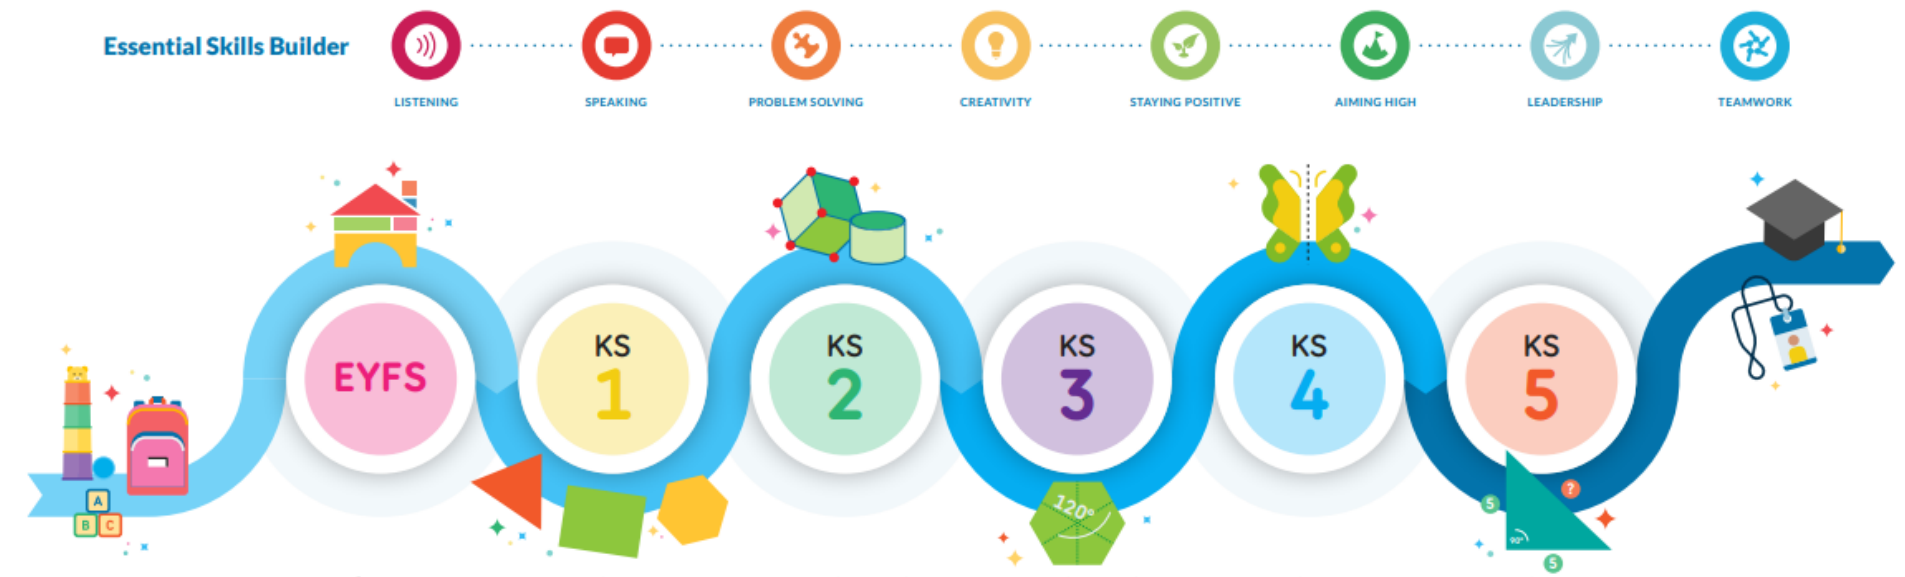 Essential Skills Builder
LISTENING
SPEAKING
PROBLEM SOLVING
CREATIVITY
STAYING POSITIVE
AIMING HIGH
LEADERSHIP
TEAMWORK
EYFS
KS
1
KS
2
KS
3
KS
4
KS
5
A
B C
120°
S
?
90°
S